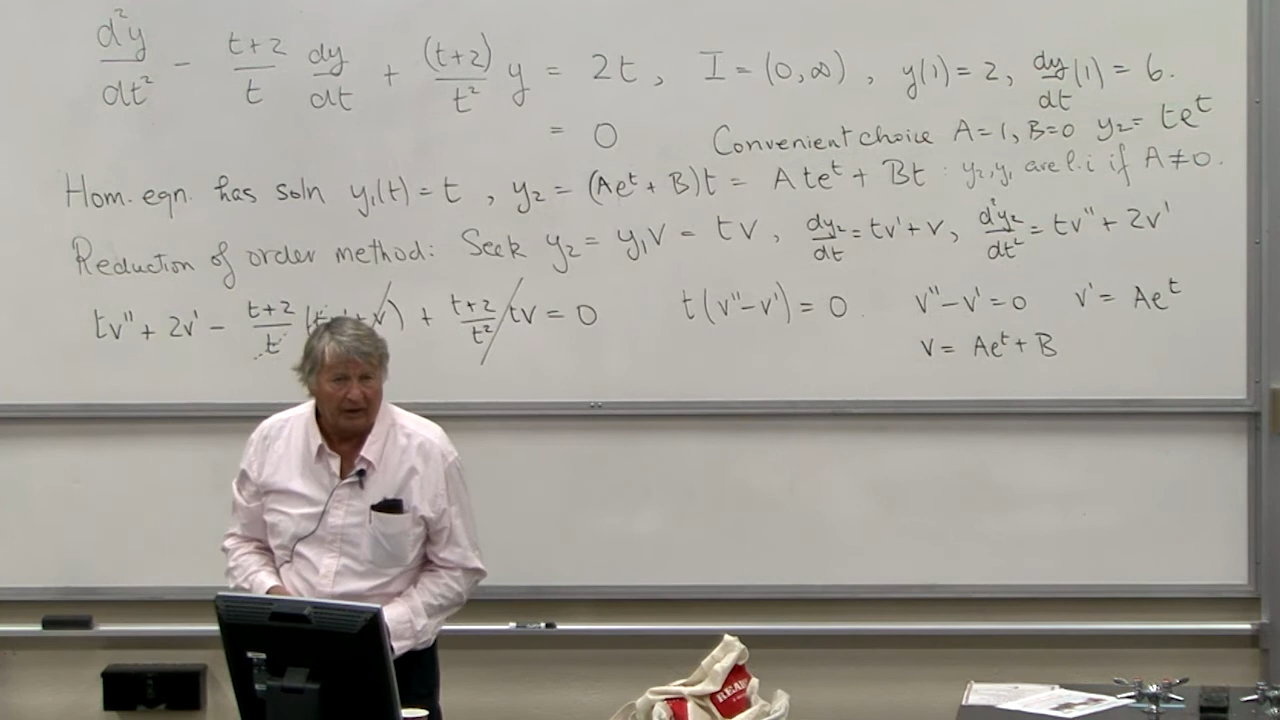 d²y/dt² - t+2/t dy/dt + (t+2)/t² y = 2t , I = (0,∞) , y(1) = 2, dy/dt (1) = 6.
= 0 Convenient choice A=1, B=0 y₂= te^t
Hom. eqn. has soln y₁(t) = t , y₂ = (Ae^t + B)t = Ate^t + Bt : y₂,y₁ are l.i if A≠0.
Reduction of order method: Seek y₂ = y₁v = tv , dy₂/dt = tv' + v, d²y₂/dt² = tv'' + 2v'
tv'' + 2v' - t+2/t ( v) + t+2/t² tv = 0 t(v''-v') = 0. v''-v' = 0 v' = Ae^t
v = Ae^t + B
REA